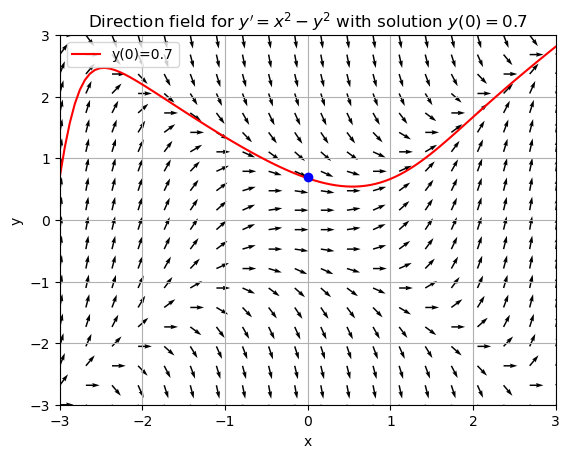 Direction field for y′ = x² − y² with solution y(0) = 0.7
y(0)=0.7
3
2
1
0
−1
−2
−3
y
−3 −2 −1 0 1 2 3
x